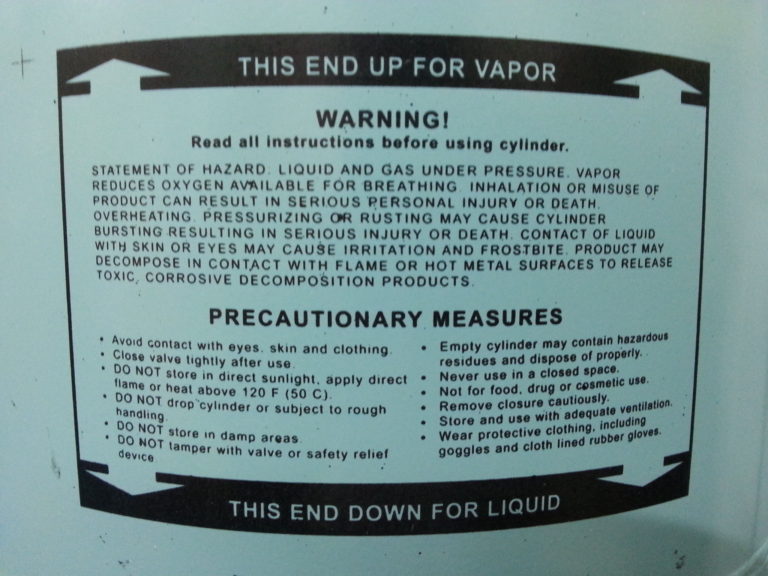 THIS END UP FOR VAPOR
WARNING!
Read all instructions before using cylinder.
STATEMENT OF HAZARD. LIQUID AND GAS UNDER PRESSURE. VAPOR
REDUCES OXYGEN AVAILABLE FOR BREATHING. INHALATION OR MISUSE OF
PRODUCT CAN RESULT IN SERIOUS PERSONAL INJURY OR DEATH.
OVERHEATING, PRESSURIZING OR RUSTING MAY CAUSE CYLINDER
BURSTING RESULTING IN SERIOUS INJURY OR DEATH. CONTACT OF LIQUID
WITH SKIN OR EYES MAY CAUSE IRRITATION AND FROSTBITE. PRODUCT MAY
DECOMPOSE IN CONTACT WITH FLAME OR HOT METAL SURFACES TO RELEASE
TOXIC, CORROSIVE DECOMPOSITION PRODUCTS.
PRECAUTIONARY MEASURES
• Avoid contact with eyes, skin and clothing.
• Close valve tightly after use.
• DO NOT store in direct sunlight, apply direct
flame or heat above 120 F (50 C).
• DO NOT drop cylinder or subject to rough
handling.
• DO NOT store in damp areas.
• DO NOT tamper with valve or safety relief
device.
• Empty cylinder may contain hazardous
residues and dispose of properly.
• Never use in a closed space.
• Not for food, drug or cosmetic use.
• Remove closure cautiously.
• Store and use with adequate ventilation.
• Wear protective clothing, including
goggles and cloth lined rubber gloves.
THIS END DOWN FOR LIQUID